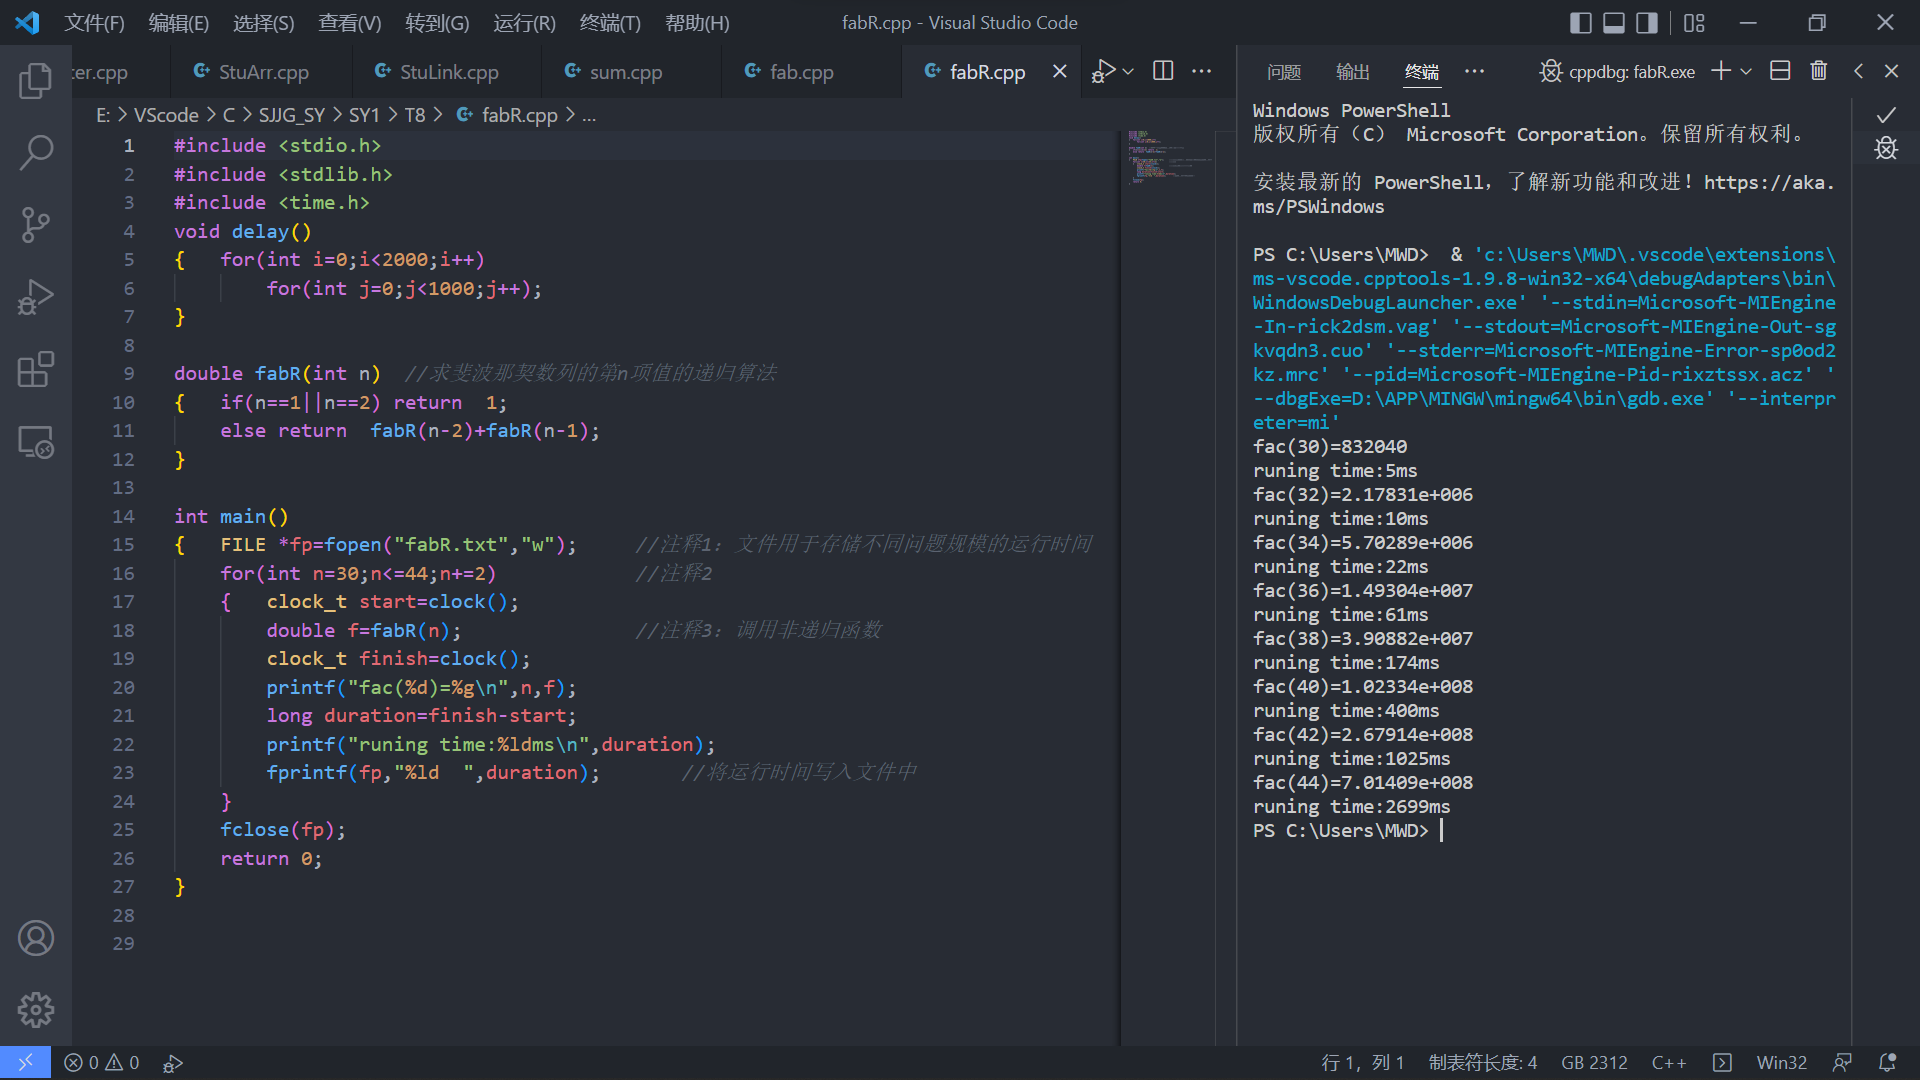 文件(F) 编辑(E) 选择(S) 查看(V) 转到(G) 运行(R) 终端(T) 帮助(H)
fabR.cpp - Visual Studio Code
ter.cpp StuArr.cpp StuLink.cpp sum.cpp fab.cpp fabR.cpp
E: > VScode > C > SJJG_SY > SY1 > T8 > fabR.cpp > ...
1 #include <stdio.h>
2 #include <stdlib.h>
3 #include <time.h>
4 void delay()
5 {   for(int i=0;i<2000;i++)
6         for(int j=0;j<1000;j++);
7 }
8
9 double fabR(int n)  //求斐波那契数列的第n项值的递归算法
10 {   if(n==1||n==2) return  1;
11     else return  fabR(n-2)+fabR(n-1);
12 }
13
14 int main()
15 {   FILE *fp=fopen("fabR.txt","w");     //注释1: 文件用于存储不同问题规模的运行时间
16     for(int n=30;n<=44;n+=2)            //注释2
17     {   clock_t start=clock();
18         double f=fabR(n);               //注释3: 调用非递归函数
19         clock_t finish=clock();
20         printf("fac(%d)=%g\n",n,f);
21         long duration=finish-start;
22         printf("runing time:%ldms\n",duration);
23         fprintf(fp,"%ld  ",duration);       //将运行时间写入文件中
24     }
25     fclose(fp);
26     return 0;
27 }
28
29
问题 输出 终端 cppdbg: fabR.exe
Windows PowerShell
版权所有（C） Microsoft Corporation。保留所有权利。
安装最新的 PowerShell，了解新功能和改进！https://aka.
ms/PSWindows
PS C:\Users\MWD>  & 'c:\Users\MWD\.vscode\extensions\
ms-vscode.cpptools-1.9.8-win32-x64\debugAdapters\bin\
WindowsDebugLauncher.exe' '--stdin=Microsoft-MIEngine
-In-rick2dsm.vag' '--stdout=Microsoft-MIEngine-Out-sg
kvqdn3.cuo' '--stderr=Microsoft-MIEngine-Error-sp0od2
kz.mrc' '--pid=Microsoft-MIEngine-Pid-rixztssx.acz' '
--dbgExe=D:\APP\MINGW\mingw64\bin\gdb.exe' '--interpr
eter=mi'
fac(30)=832040
runing time:5ms
fac(32)=2.17831e+006
runing time:10ms
fac(34)=5.70289e+006
runing time:22ms
fac(36)=1.49304e+007
runing time:61ms
fac(38)=3.90882e+007
runing time:174ms
fac(40)=1.02334e+008
runing time:400ms
fac(42)=2.67914e+008
runing time:1025ms
fac(44)=7.01409e+008
runing time:2699ms
PS C:\Users\MWD>
0 0
行 1，列 1 制表符长度: 4 GB 2312 C++ Win32